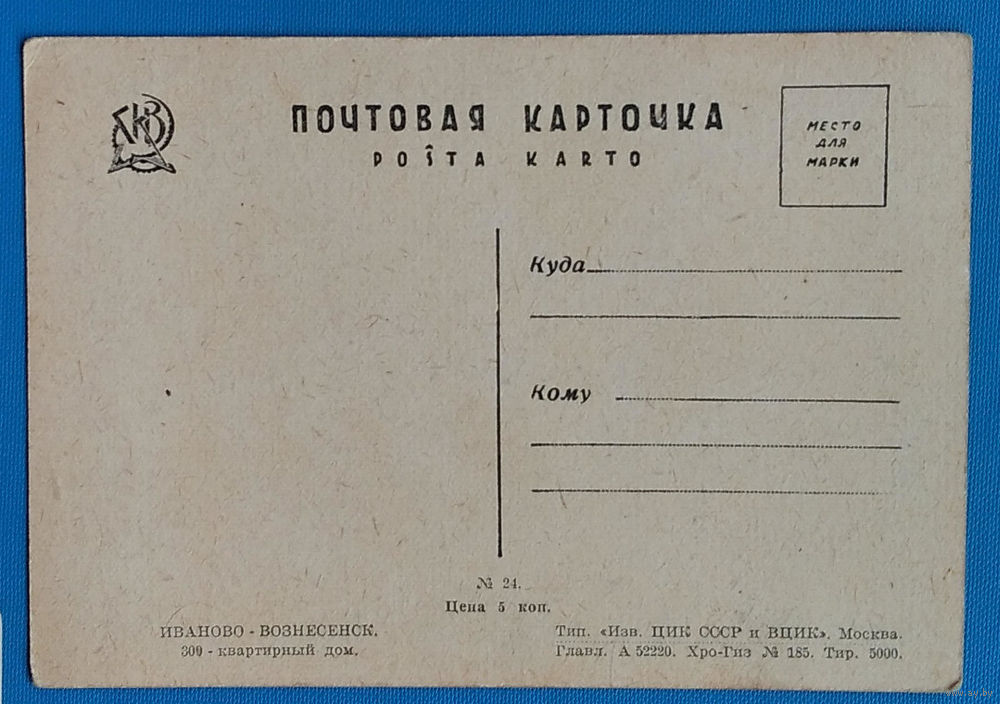 ПОЧТОВАЯ КАРТОЧКА
POŜTA KARTO
МЕСТО
ДЛЯ
МАРКИ
Куда
Кому
№ 24.
Цена 5 коп.
ИВАНОВО - ВОЗНЕСЕНСК.
300 - квартирный дом.
Тип. «Изв. ЦИК СССР и ВЦИК». Москва.
Главл. А 52220. Хро-Гиз № 185. Тир. 5000.